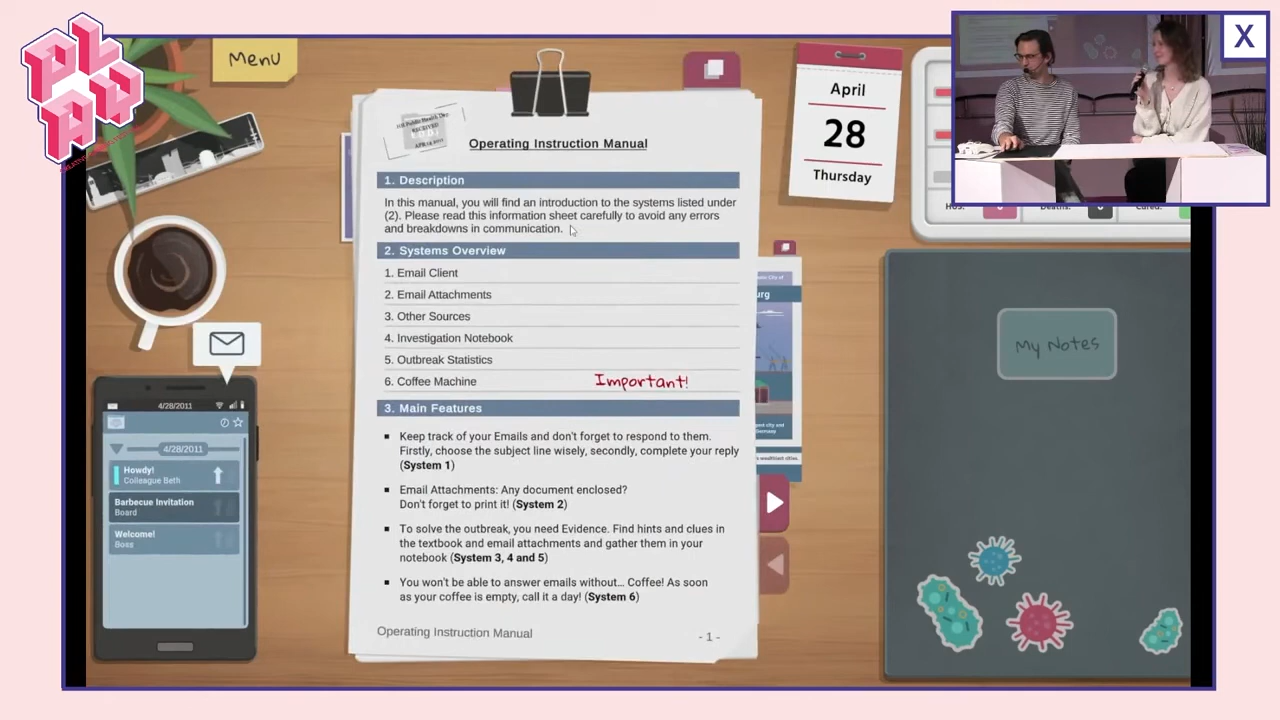 PLAY
Menu
X
RECEIVED
Operating Instruction Manual
1. Description
In this manual, you will find an introduction to the systems listed under
(2). Please read this information sheet carefully to avoid any errors
and breakdowns in communication.
2. Systems Overview
1. Email Client
2. Email Attachments
3. Other Sources
4. Investigation Notebook
5. Outbreak Statistics
6. Coffee Machine
Important!
3. Main Features
▪ Keep track of your Emails and don't forget to respond to them.
Firstly, choose the subject line wisely, secondly, complete your reply
(System 1)
▪ Email Attachments: Any document enclosed?
Don't forget to print it! (System 2)
▪ To solve the outbreak, you need Evidence. Find hints and clues in
the textbook and email attachments and gather them in your
notebook (System 3, 4 and 5)
▪ You won't be able to answer emails without... Coffee! As soon
as your coffee is empty, call it a day! (System 6)
Operating Instruction Manual
- 1 -
April
28
Thursday
Deaths:
Cured:
urg
Germany
My Notes
4/28/2011
4/28/2011
Howdy!
Colleague Beth
Barbecue Invitation
Board
Welcome!
Boss